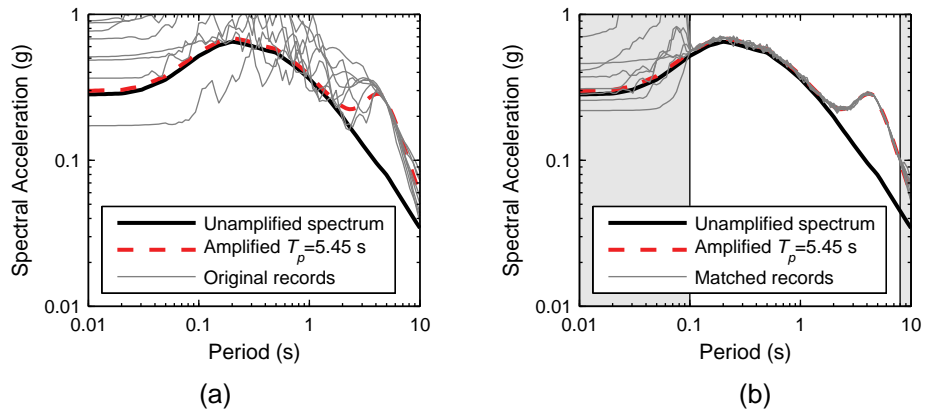 Spectral Acceleration (g)
1
0.1
0.01
Unamplified spectrum
Amplified T_p=5.45 s
Original records
0.01
0.1
1
10
Period (s)
(a)
Spectral Acceleration (g)
1
0.1
0.01
Unamplified spectrum
Amplified T_p=5.45 s
Matched records
0.01
0.1
1
10
Period (s)
(b)